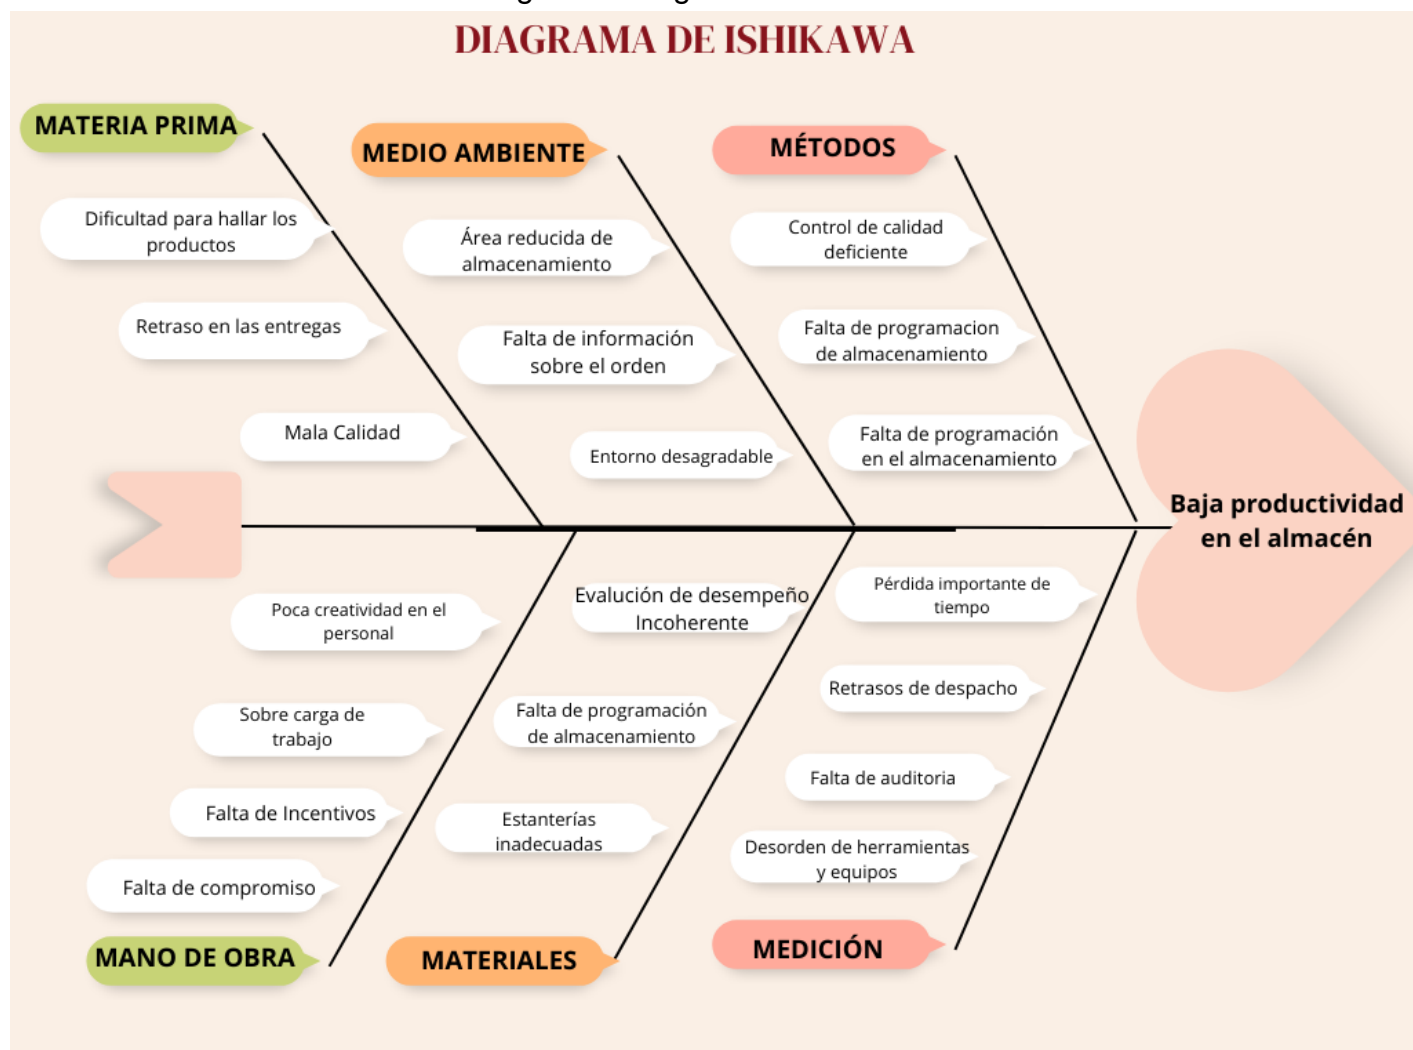 DIAGRAMA DE ISHIKAWA
MATERIA PRIMA
Dificultad para hallar los
productos
Retraso en las entregas
Mala Calidad
MEDIO AMBIENTE
Área reducida de
almacenamiento
Falta de información
sobre el orden
Entorno desagradable
MÉTODOS
Control de calidad
deficiente
Falta de programacion
de almacenamiento
Falta de programación
en el almacenamiento
Baja productividad
en el almacén
Poca creatividad en el
personal
Sobre carga de
trabajo
Falta de Incentivos
Falta de compromiso
MANO DE OBRA
Evalución de desempeño
Incoherente
Falta de programación
de almacenamiento
Estanterías
inadecuadas
MATERIALES
Pérdida importante de
tiempo
Retrasos de despacho
Falta de auditoria
Desorden de herramientas
y equipos
MEDICIÓN